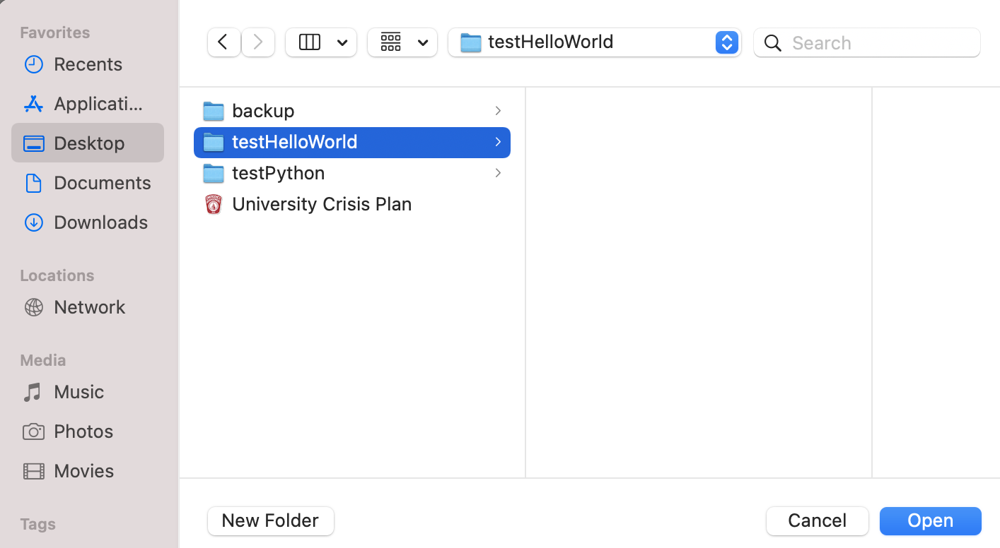 Favorites
Recents
Applicati...
Desktop
Documents
Downloads
Locations
Network
Media
Music
Photos
Movies
Tags
testHelloWorld
Search
backup
testHelloWorld
testPython
University Crisis Plan
New Folder
Cancel
Open